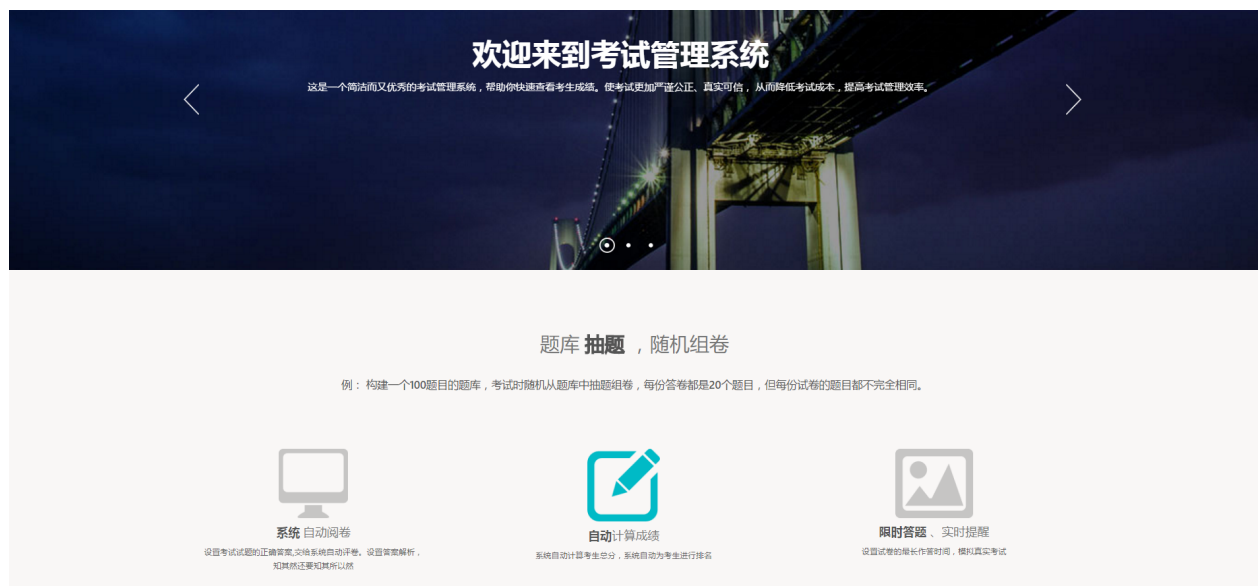 欢迎来到考试管理系统
这是一个简洁而又优秀的考试管理系统，帮助你快速查看考生成绩。使考试更加严谨公正、真实可信，从而降低考试成本，提高考试管理效率。
题库 抽题 ，随机组卷
例： 构建一个100题目的题库，考试时随机从题库中抽题组卷，每份答卷都是20个题目，但每份试卷的题目都不完全相同。
系统 自动阅卷
设置考试试题的正确答案,交给系统自动评卷。设置答案解析，
知其然还要知其所以然
自动计算成绩
系统自动计算考生总分，系统自动为考生进行排名
限时答题 、实时提醒
设置试卷的最长作答时间，模拟真实考试